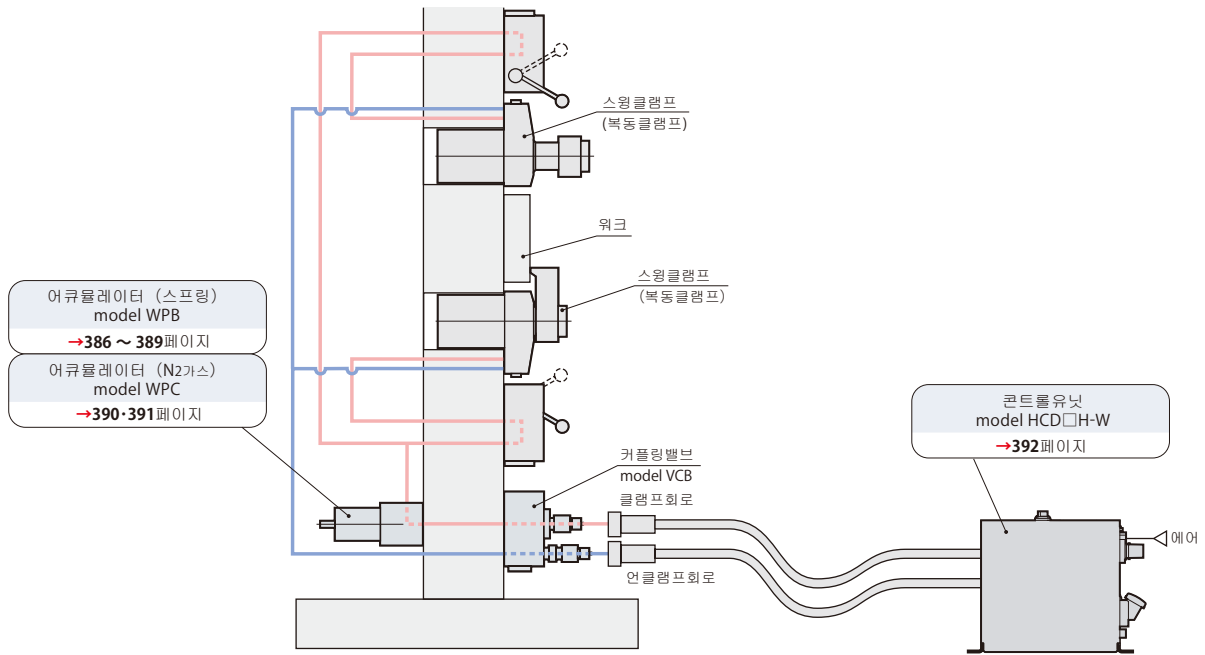 스윙클램프
(복동클램프)
워크
스윙클램프
(복동클램프)
어큐뮬레이터 (스프링)
model WPB
→386 ~ 389페이지
어큐뮬레이터 (N2가스)
model WPC
→390·391페이지
콘트롤유닛
model HCD□H-W
→392페이지
커플링밸브
model VCB
클램프회로
언클램프회로
에어